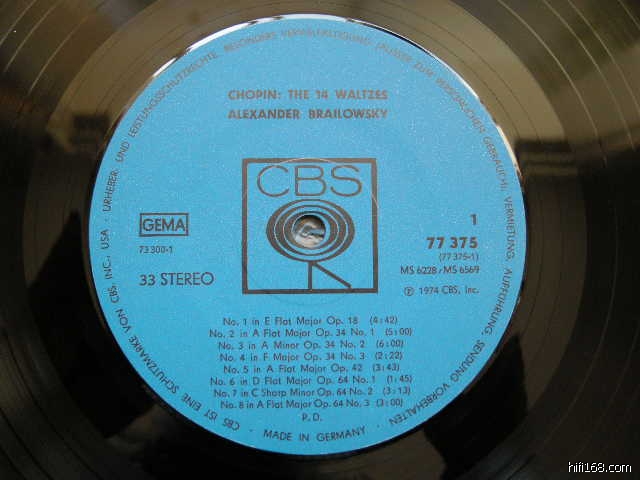 CHOPIN: THE 14 WALTZES
ALEXANDER BRAILOWSKY
CBS
GEMA
73 300-1
33 STEREO
1
77 375
(77 375-1)
MS 6228 / MS 6569
Ⓟ 1974 CBS, Inc.
No. 1 in E Flat Major Op. 18 (4:42)
No. 2 in A Flat Major Op. 34 No. 1 (5:00)
No. 3 in A Minor Op. 34 No. 2 (6:00)
No. 4 in F Major Op. 34 No. 3 (2:22)
No. 5 in A Flat Major Op. 42 (3:43)
No. 6 in D Flat Major Op. 64 No. 1 (1:45)
No. 7 in C Sharp Minor Op. 64 No. 2 (3:13)
No. 8 in A Flat Major Op. 64 No. 3 (3:00)
P. D.
CBS IST EINE SCHUTZMARKE VON CBS, INC., USA · URHEBER- UND LEISTUNGSSCHUTZRECHTE, BESONDERS VERVIELFÄLTIGUNG (AUSSER ZUM PERSÖNLICHEN GEBRAUCH), VERMIETUNG, AUFFÜHRUNG, SENDUNG VORBEHALTEN
· MADE IN GERMANY ·
hifi168.com